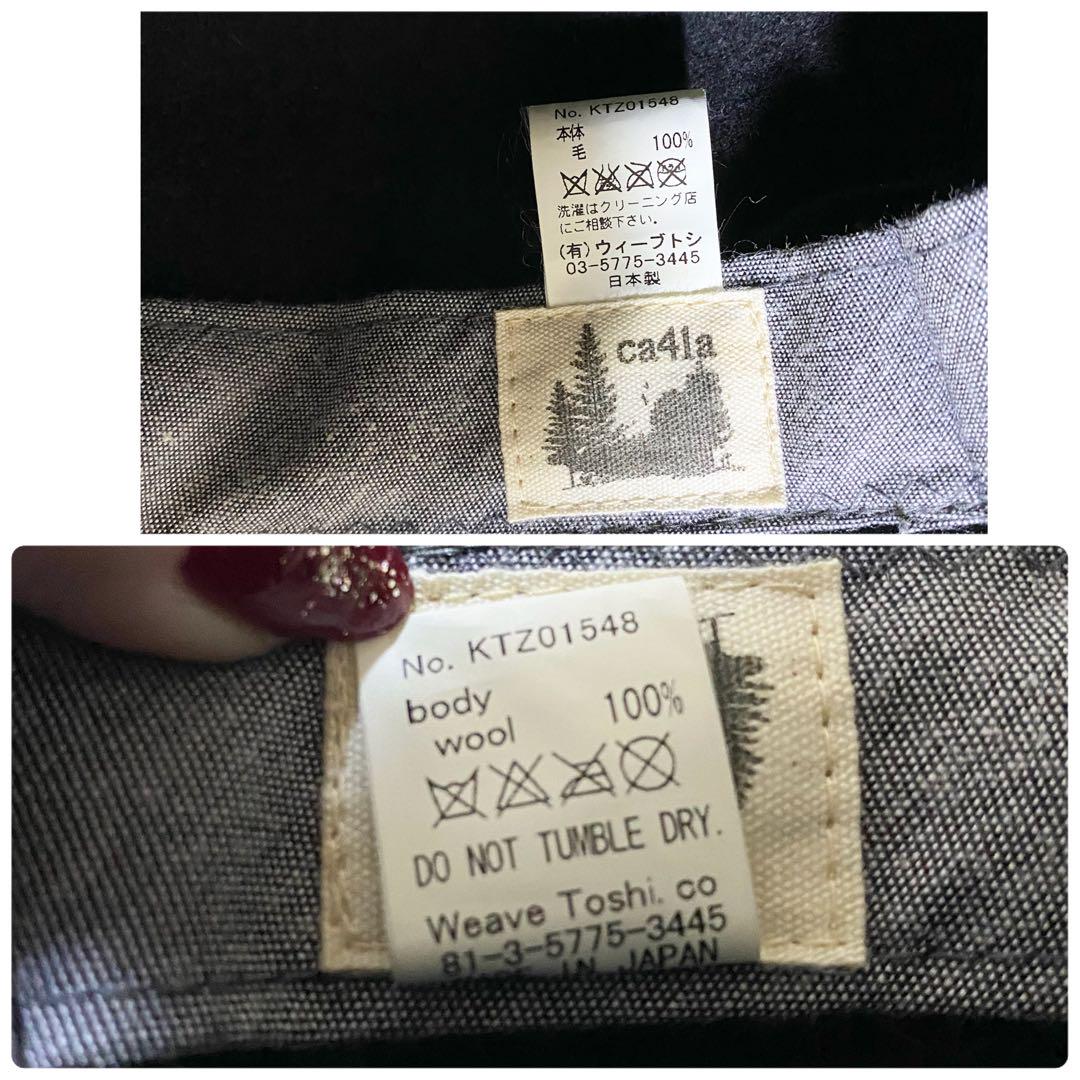 No. KTZ01548
本体
毛 100%
洗濯はクリーニング店
にご相談下さい。
(有)ウィーブトシ
03-5775-3445
日本製
ca4la
No. KTZ01548
body
wool 100%
DO NOT TUMBLE DRY.
Weave Toshi. co
81-3-5775-3445
IN JAPAN